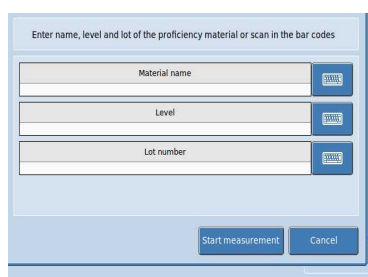 Enter name, level and lot of the proficiency material or scan in the bar codes
Material name
Level
Lot number
Start measurement
Cancel